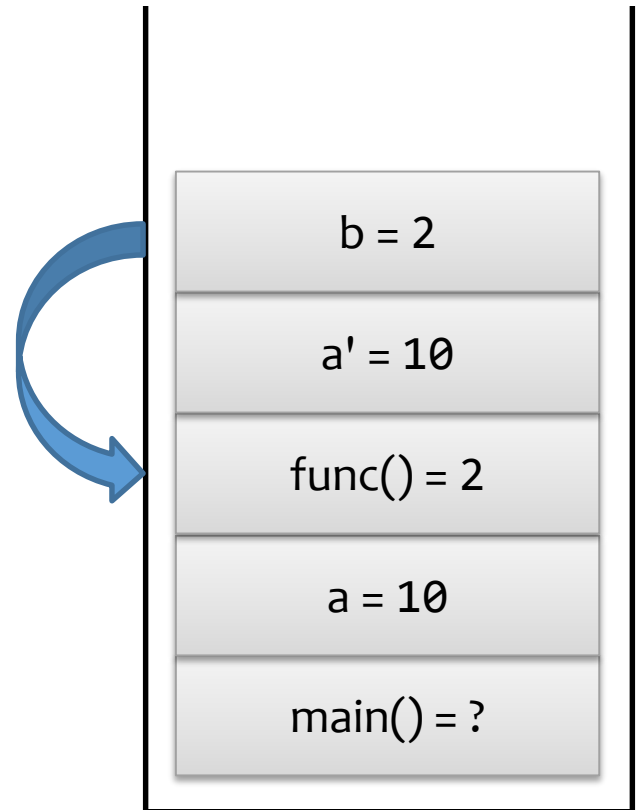 b = 2
a' = 10
func() = 2
a = 10
main() = ?